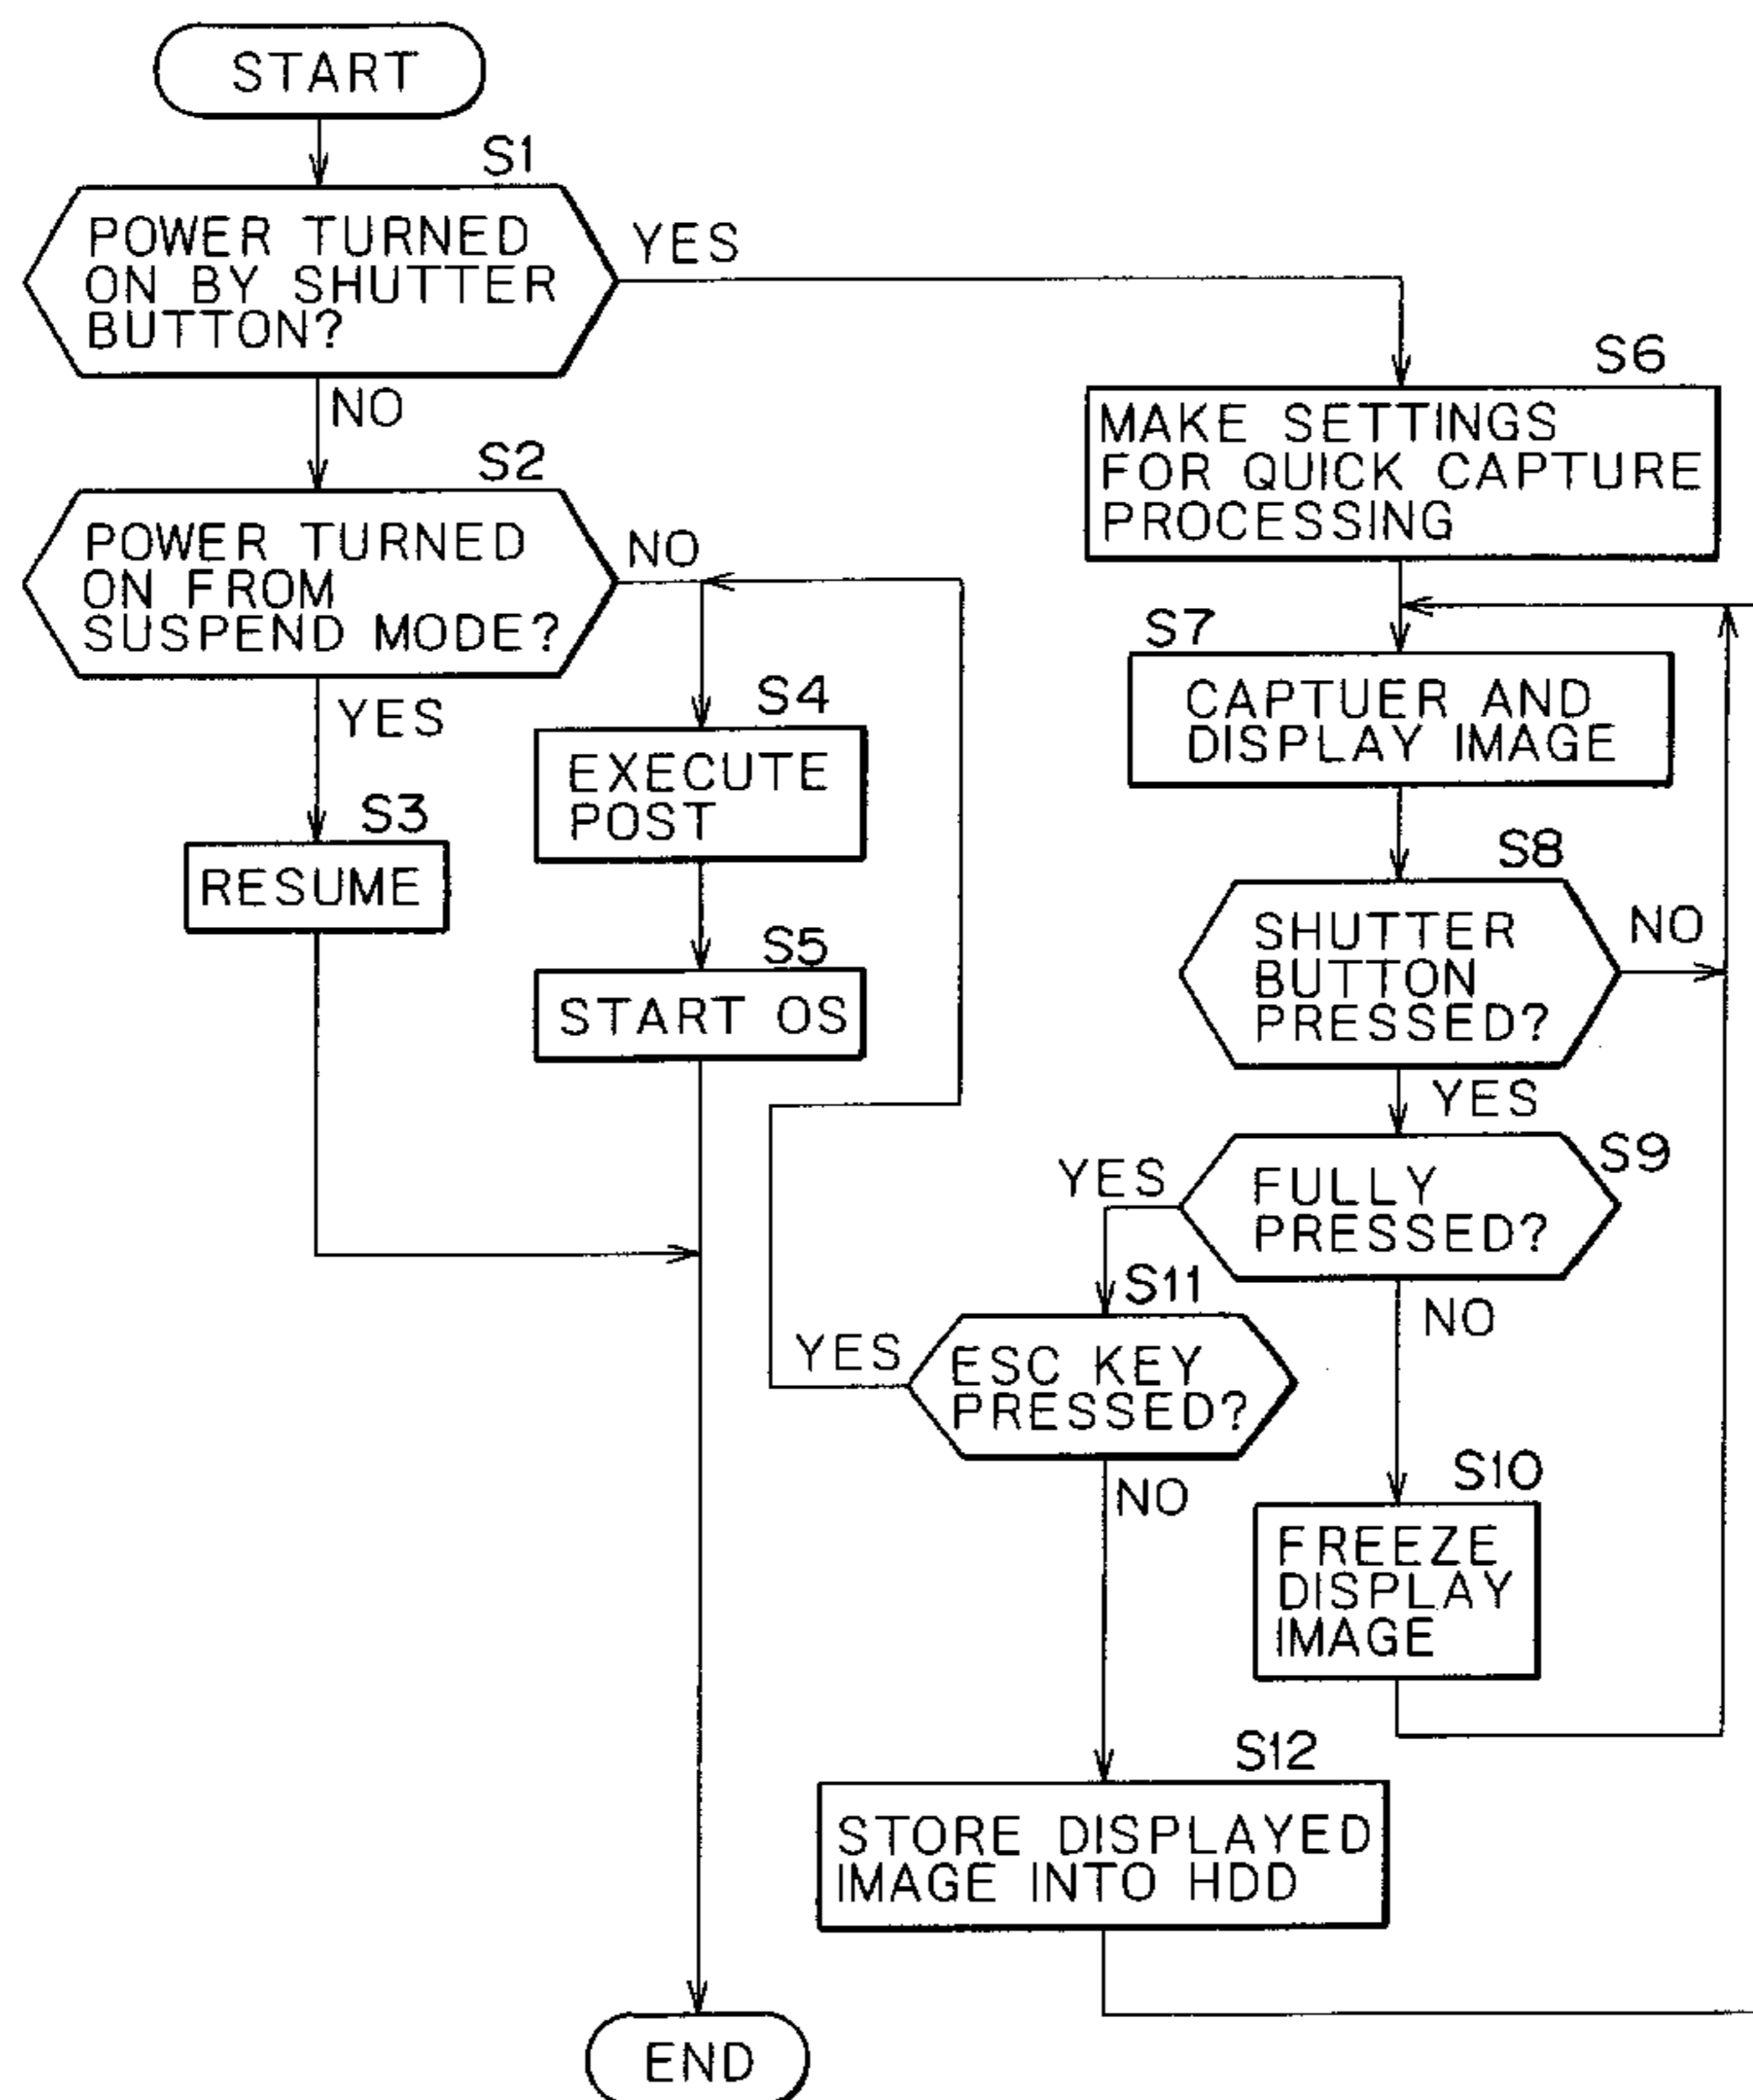 START
S1
POWER TURNED
ON BY SHUTTER
BUTTON?
YES
NO
S2
POWER TURNED
ON FROM
SUSPEND MODE?
NO
YES
S3
RESUME
S4
EXECUTE
POST
S5
START OS
S6
MAKE SETTINGS
FOR QUICK CAPTURE
PROCESSING
S7
CAPTUER AND
DISPLAY IMAGE
S8
SHUTTER
BUTTON
PRESSED?
NO
YES
S9
FULLY
PRESSED?
YES
NO
S11
ESC KEY
PRESSED?
YES
NO
S10
FREEZE
DISPLAY
IMAGE
S12
STORE DISPLAYED
IMAGE INTO HDD
END